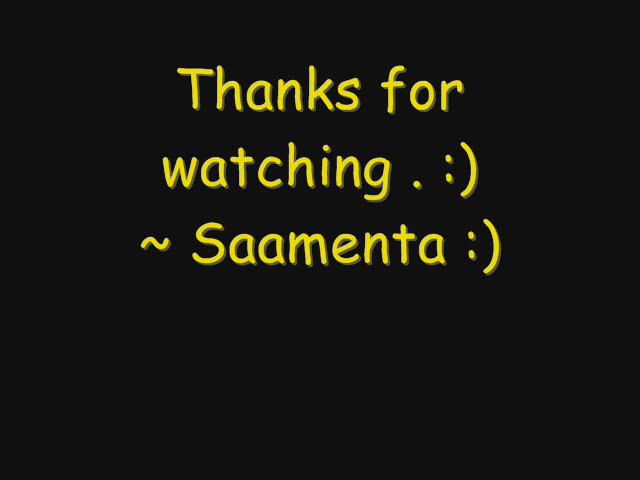 Thanks for
watching . :)
~ Saamenta :)